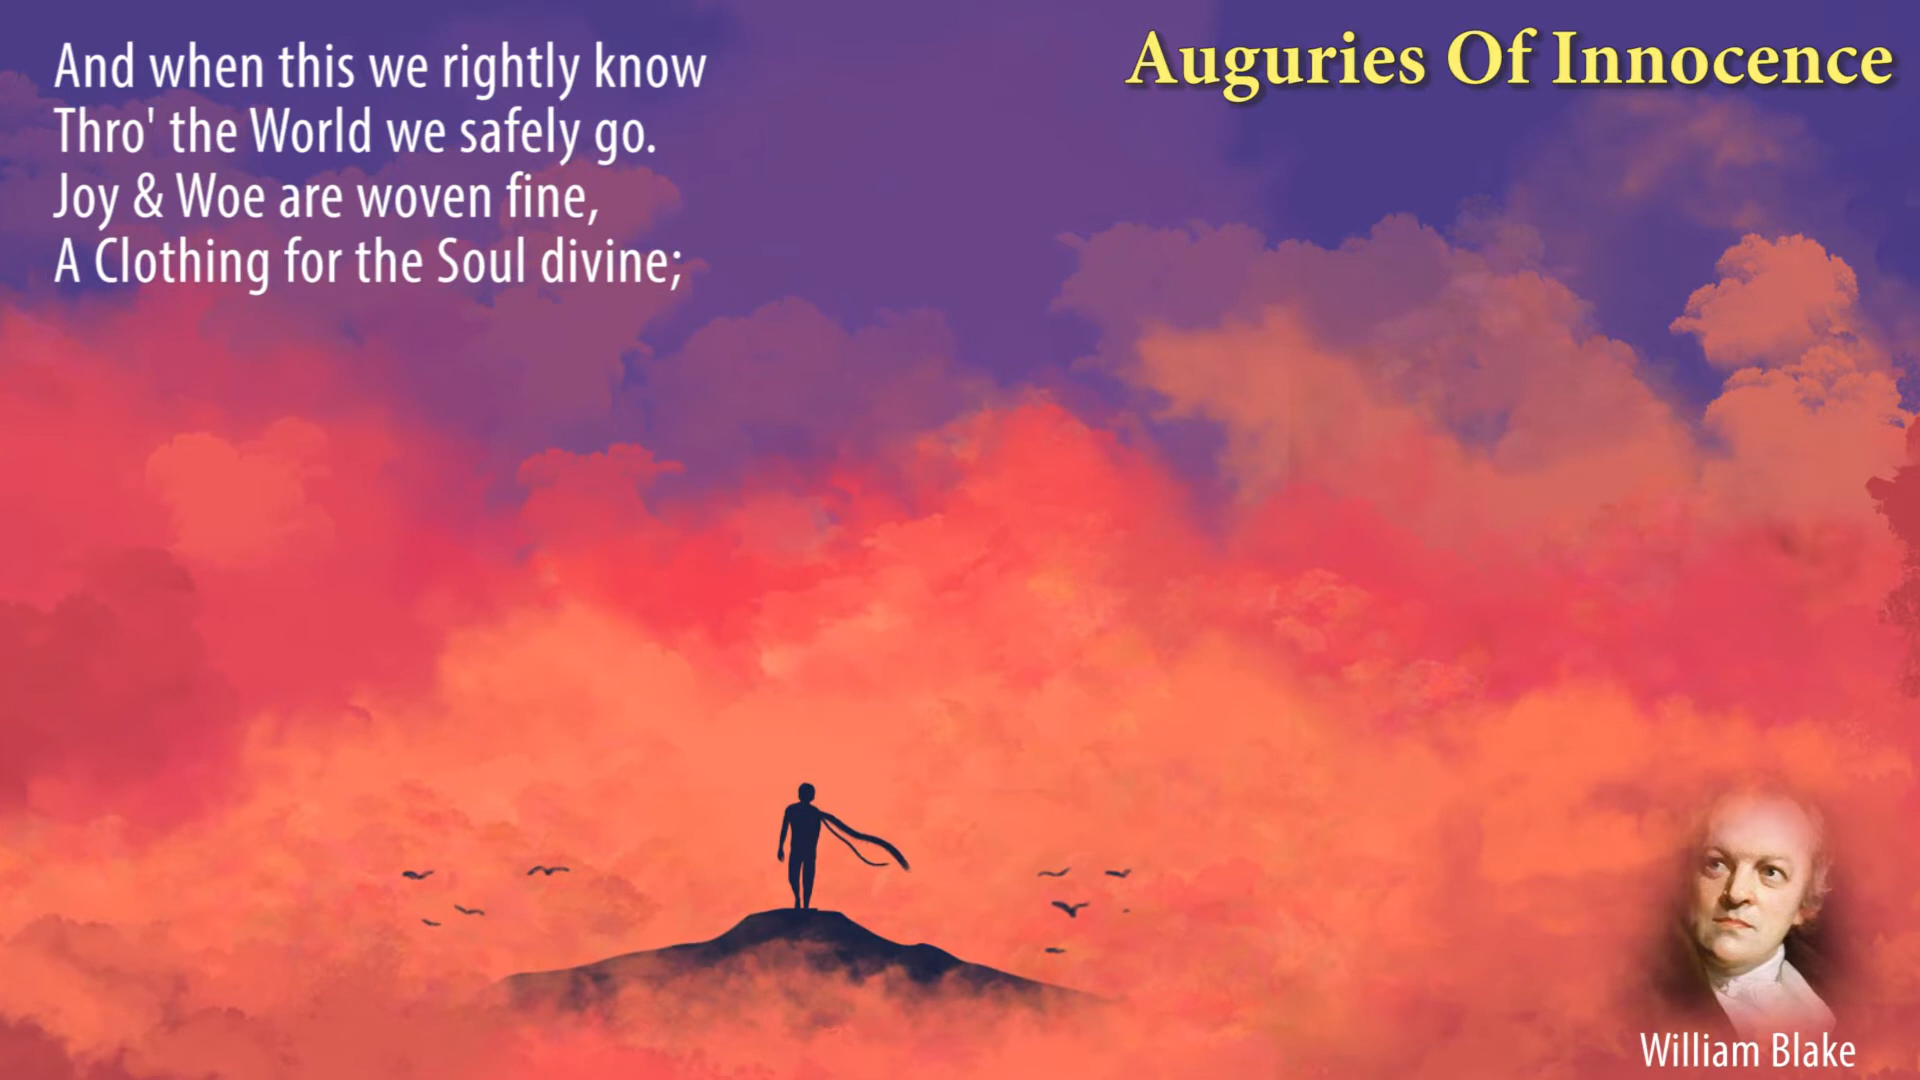 And when this we rightly know
Thro' the World we safely go.
Joy & Woe are woven fine,
A Clothing for the Soul divine;
Auguries Of Innocence
William Blake